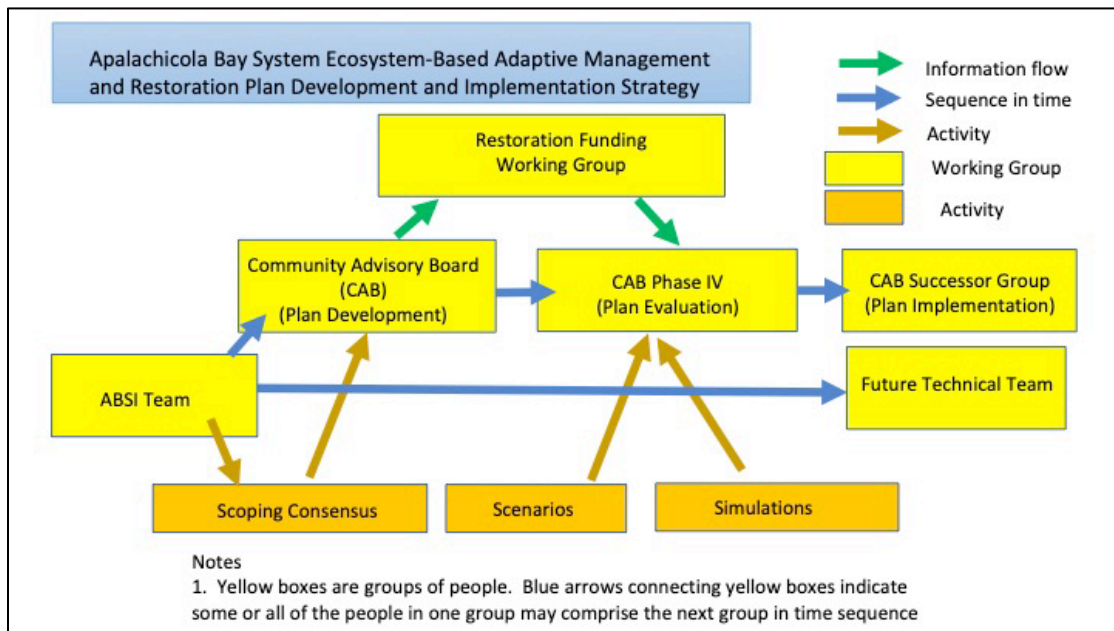 Apalachicola Bay System Ecosystem-Based Adaptive Management
and Restoration Plan Development and Implementation Strategy
Information flow
Sequence in time
Activity
Working Group
Activity
Restoration Funding
Working Group
Community Advisory Board
(CAB)
(Plan Development)
CAB Phase IV
(Plan Evaluation)
CAB Successor Group
(Plan Implementation)
ABSI Team
Future Technical Team
Scoping Consensus
Scenarios
Simulations
Notes
1. Yellow boxes are groups of people. Blue arrows connecting yellow boxes indicate
some or all of the people in one group may comprise the next group in time sequence